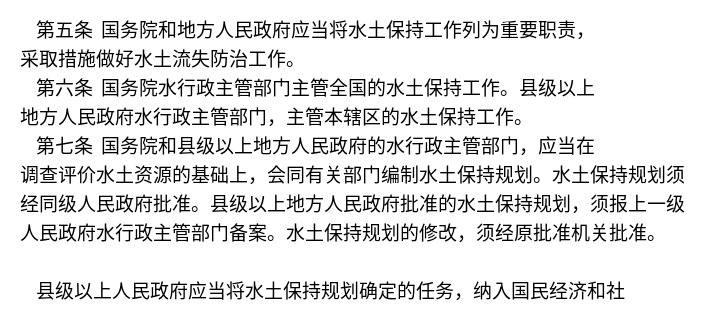 第五条 国务院和地方人民政府应当将水土保持工作列为重要职责，
采取措施做好水土流失防治工作。
第六条 国务院水行政主管部门主管全国的水土保持工作。县级以上
地方人民政府水行政主管部门，主管本辖区的水土保持工作。
第七条 国务院和县级以上地方人民政府的水行政主管部门，应当在
调查评价水土资源的基础上，会同有关部门编制水土保持规划。水土保持规划须
经同级人民政府批准。县级以上地方人民政府批准的水土保持规划，须报上一级
人民政府水行政主管部门备案。水土保持规划的修改，须经原批准机关批准。
县级以上人民政府应当将水土保持规划确定的任务，纳入国民经济和社